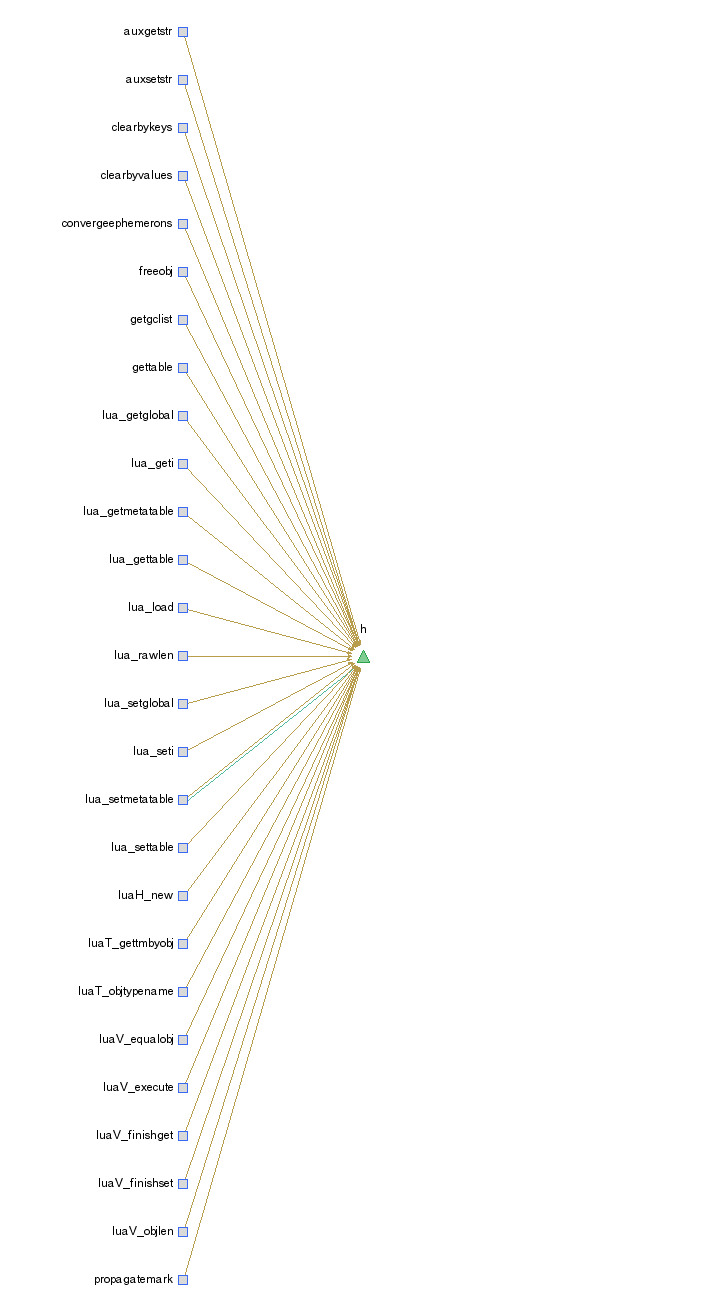 auxgetstr
auxsetstr
clearbykeys
clearbyvalues
convergeephemerons
freeobj
getgclist
gettable
lua_getglobal
lua_geti
lua_getmetatable
lua_gettable
lua_load
h
lua_rawlen
lua_setglobal
lua_seti
lua_setmetatable
lua_settable
luaH_new
luaT_gettmbyobj
luaT_objtypename
luaV_equalobj
luaV_execute
luaV_finishget
luaV_finishset
luaV_objlen
propagatemark